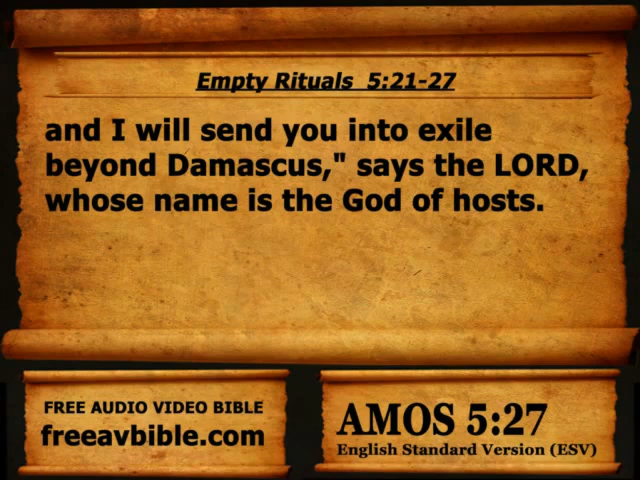 Empty Rituals 5:21-27
and I will send you into exile
beyond Damascus," says the LORD,
whose name is the God of hosts.
FREE AUDIO VIDEO BIBLE
freeavbible.com
AMOS 5:27
English Standard Version (ESV)